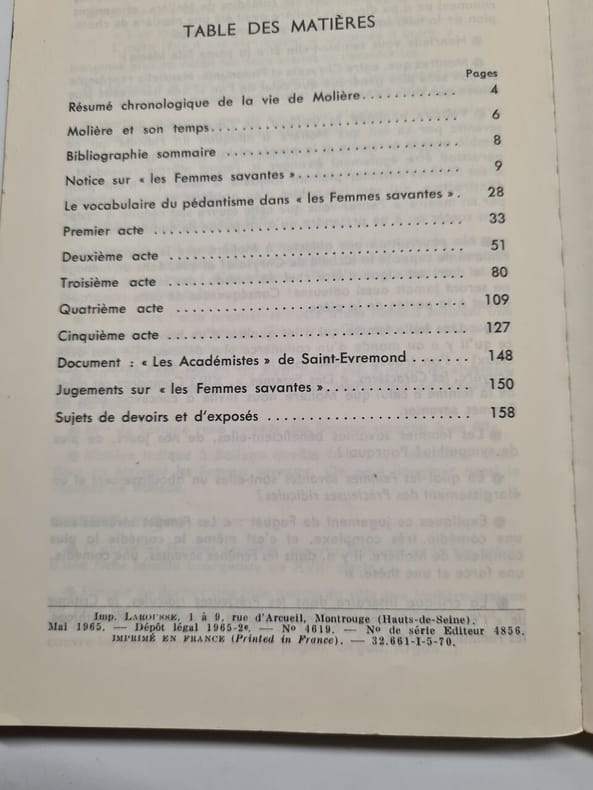 TABLE DES MATIÈRES
Pages
Résumé chronologique de la vie de Molière............ 4
Molière et son temps............................ 6
Bibliographie sommaire .......................... 8
Notice sur « les Femmes savantes ».................. 9
Le vocabulaire du pédantisme dans « les Femmes savantes ». 28
Premier acte ................................ 33
Deuxième acte .............................. 51
Troisième acte .............................. 80
Quatrième acte ............................. 109
Cinquième acte .............................. 127
Document : « Les Académistes » de Saint-Evremond ....... 148
Jugements sur « les Femmes savantes » ................ 150
Sujets de devoirs et d'exposés ..................... 158
Imp. LAROUSSE, 1 à 9, rue d'Arcueil, Montrouge (Hauts-de-Seine).
Mai 1965. — Dépôt légal 1965-2e. — No 4619. — No de série Editeur 4856.
IMPRIMÉ EN FRANCE (Printed in France). — 32.661-I-5-70.